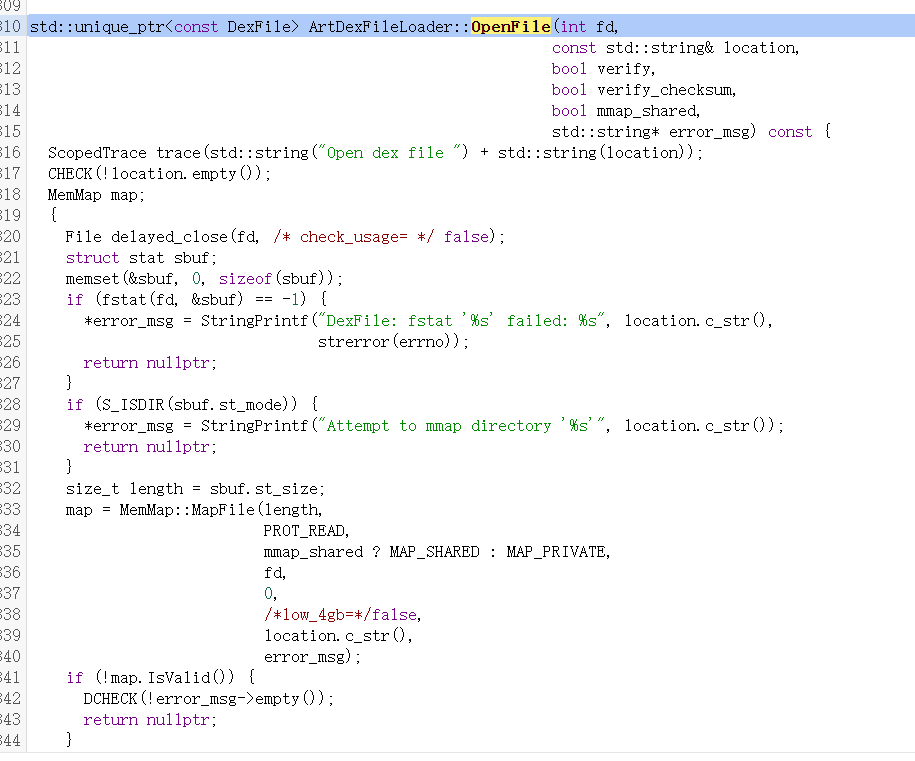 309
310 std::unique_ptr<const DexFile> ArtDexFileLoader::OpenFile(int fd,
311                                                           const std::string& location,
312                                                           bool verify,
313                                                           bool verify_checksum,
314                                                           bool mmap_shared,
315                                                           std::string* error_msg) const {
316   ScopedTrace trace(std::string("Open dex file ") + std::string(location));
317   CHECK(!location.empty());
318   MemMap map;
319   {
320     File delayed_close(fd, /* check_usage= */ false);
321     struct stat sbuf;
322     memset(&sbuf, 0, sizeof(sbuf));
323     if (fstat(fd, &sbuf) == -1) {
324       *error_msg = StringPrintf("DexFile: fstat '%s' failed: %s", location.c_str(),
325                                 strerror(errno));
326       return nullptr;
327     }
328     if (S_ISDIR(sbuf.st_mode)) {
329       *error_msg = StringPrintf("Attempt to mmap directory '%s'", location.c_str());
330       return nullptr;
331     }
332     size_t length = sbuf.st_size;
333     map = MemMap::MapFile(length,
334                           PROT_READ,
335                           mmap_shared ? MAP_SHARED : MAP_PRIVATE,
336                           fd,
337                           0,
338                           /*low_4gb=*/false,
339                           location.c_str(),
340                           error_msg);
341     if (!map.IsValid()) {
342       DCHECK(!error_msg->empty());
343       return nullptr;
344     }